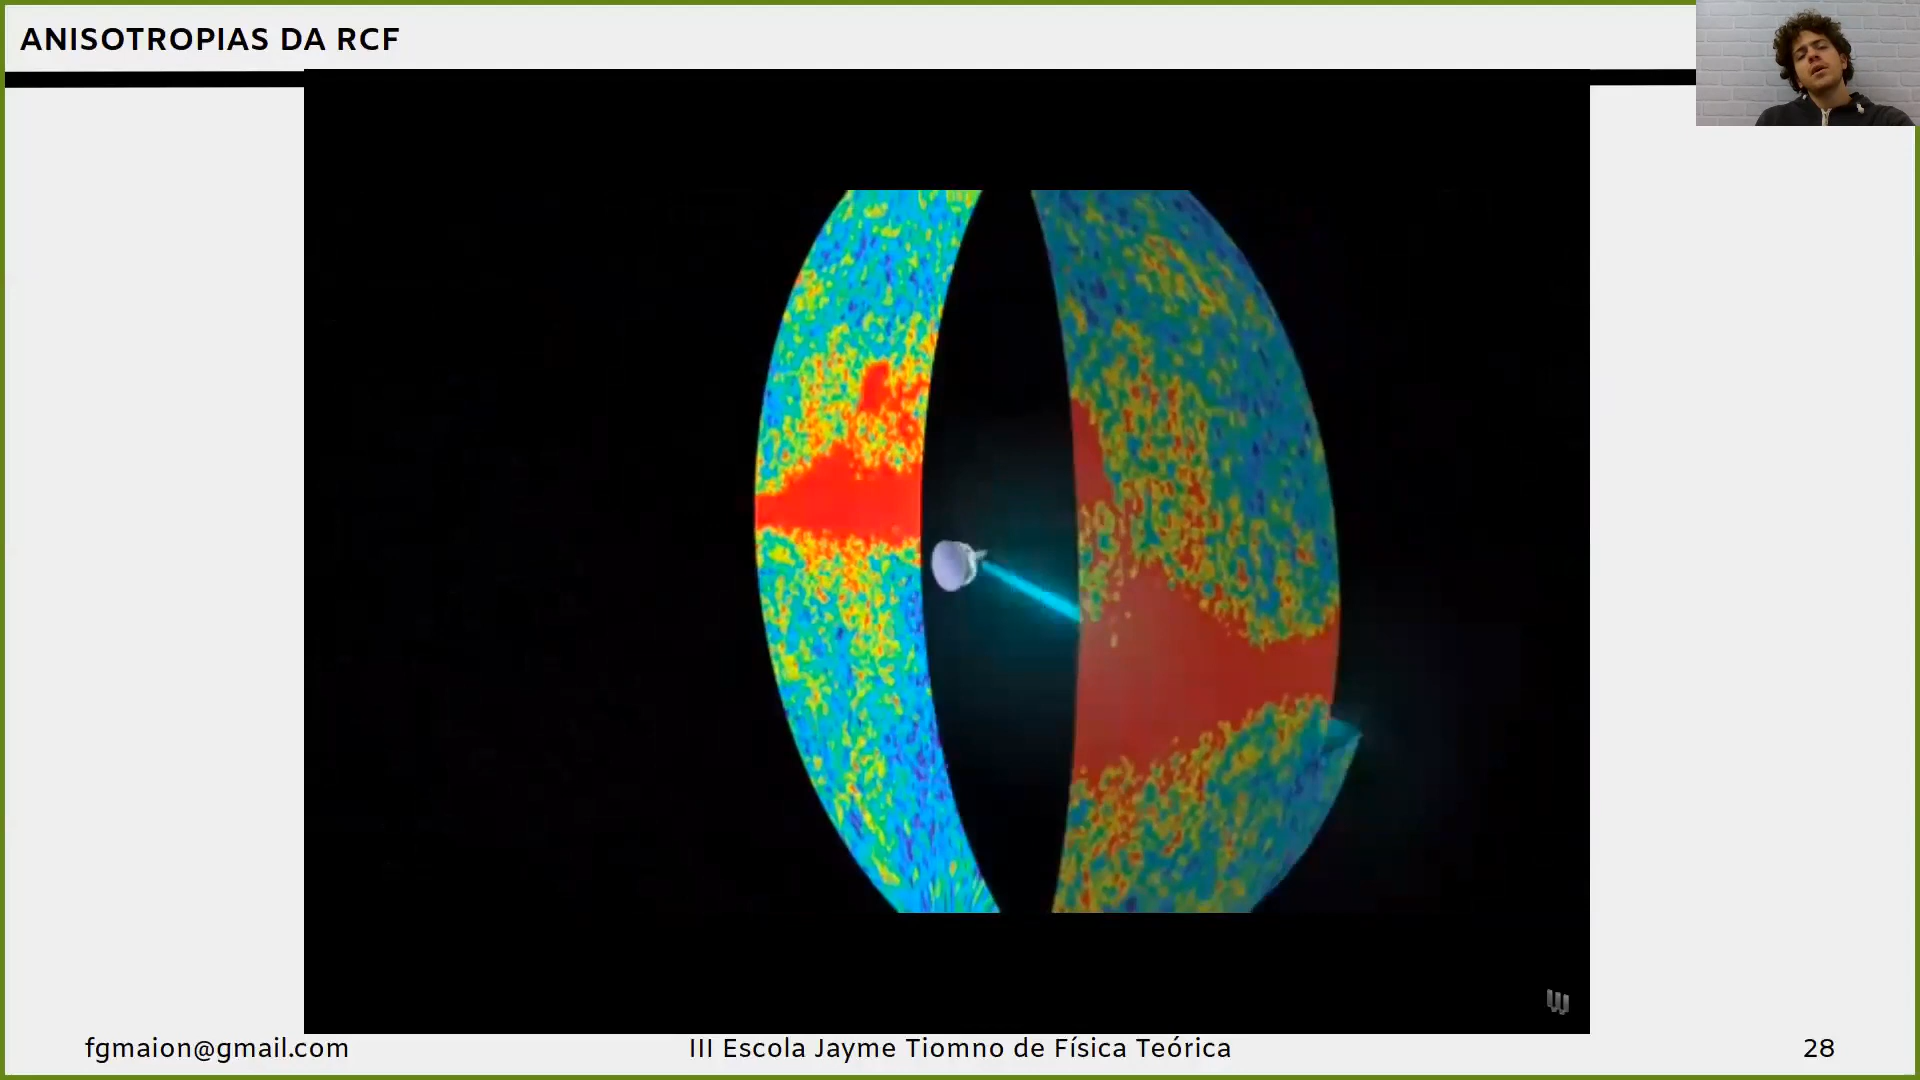 ANISOTROPIAS DA RCF
fgmaion@gmail.com
III Escola Jayme Tiomno de Física Teórica
28